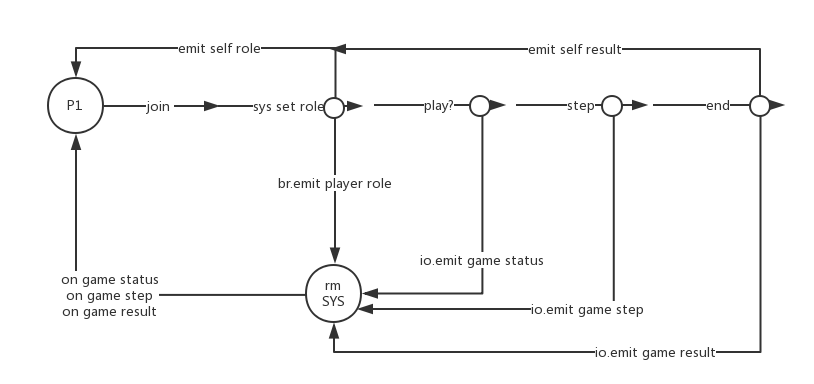 emit self role
emit self result
P1
join
sys set role
play?
step
end
br.emit player role
io.emit game status
on game status
on game step
on game result
rm
SYS
io.emit game step
io.emit game result